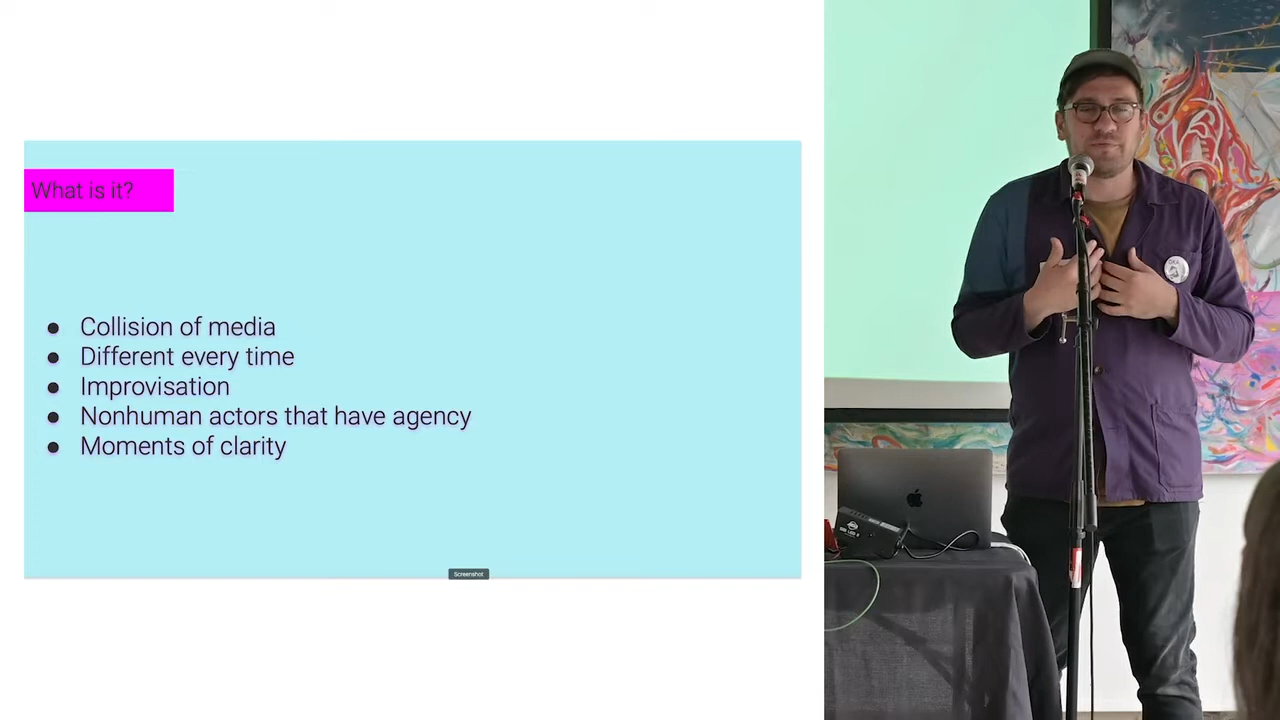 What is it?
● Collision of media
● Different every time
● Improvisation
● Nonhuman actors that have agency
● Moments of clarity
Screenshot